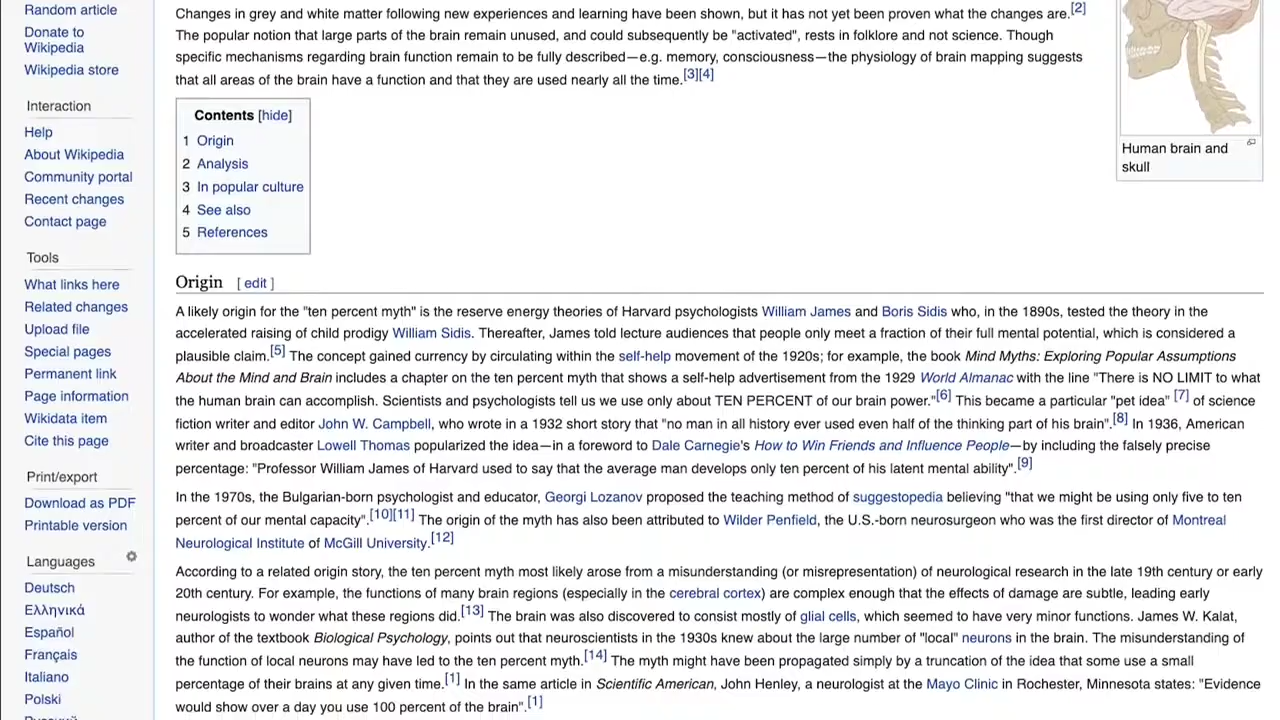 Random article
Donate to
Wikipedia
Wikipedia store
Interaction
Help
About Wikipedia
Community portal
Recent changes
Contact page
Tools
What links here
Related changes
Upload file
Special pages
Permanent link
Page information
Wikidata item
Cite this page
Print/export
Download as PDF
Printable version
Languages
Deutsch
Ελληνικά
Español
Français
Italiano
Polski
Changes in grey and white matter following new experiences and learning have been shown, but it has not yet been proven what the changes are.[2]
The popular notion that large parts of the brain remain unused, and could subsequently be "activated", rests in folklore and not science. Though
specific mechanisms regarding brain function remain to be fully described—e.g. memory, consciousness—the physiology of brain mapping suggests
that all areas of the brain have a function and that they are used nearly all the time.[3][4]
Human brain and
skull
Contents [hide]
1 Origin
2 Analysis
3 In popular culture
4 See also
5 References
Origin [ edit ]
A likely origin for the "ten percent myth" is the reserve energy theories of Harvard psychologists William James and Boris Sidis who, in the 1890s, tested the theory in the
accelerated raising of child prodigy William Sidis. Thereafter, James told lecture audiences that people only meet a fraction of their full mental potential, which is considered a
plausible claim.[5] The concept gained currency by circulating within the self-help movement of the 1920s; for example, the book Mind Myths: Exploring Popular Assumptions
About the Mind and Brain includes a chapter on the ten percent myth that shows a self-help advertisement from the 1929 World Almanac with the line "There is NO LIMIT to what
the human brain can accomplish. Scientists and psychologists tell us we use only about TEN PERCENT of our brain power."[6] This became a particular "pet idea" [7] of science
fiction writer and editor John W. Campbell, who wrote in a 1932 short story that "no man in all history ever used even half of the thinking part of his brain".[8] In 1936, American
writer and broadcaster Lowell Thomas popularized the idea—in a foreword to Dale Carnegie's How to Win Friends and Influence People—by including the falsely precise
percentage: "Professor William James of Harvard used to say that the average man develops only ten percent of his latent mental ability".[9]
In the 1970s, the Bulgarian-born psychologist and educator, Georgi Lozanov proposed the teaching method of suggestopedia believing "that we might be using only five to ten
percent of our mental capacity".[10][11] The origin of the myth has also been attributed to Wilder Penfield, the U.S.-born neurosurgeon who was the first director of Montreal
Neurological Institute of McGill University.[12]
According to a related origin story, the ten percent myth most likely arose from a misunderstanding (or misrepresentation) of neurological research in the late 19th century or early
20th century. For example, the functions of many brain regions (especially in the cerebral cortex) are complex enough that the effects of damage are subtle, leading early
neurologists to wonder what these regions did.[13] The brain was also discovered to consist mostly of glial cells, which seemed to have very minor functions. James W. Kalat,
author of the textbook Biological Psychology, points out that neuroscientists in the 1930s knew about the large number of "local" neurons in the brain. The misunderstanding of
the function of local neurons may have led to the ten percent myth.[14] The myth might have been propagated simply by a truncation of the idea that some use a small
percentage of their brains at any given time.[1] In the same article in Scientific American, John Henley, a neurologist at the Mayo Clinic in Rochester, Minnesota states: "Evidence
would show over a day you use 100 percent of the brain".[1]